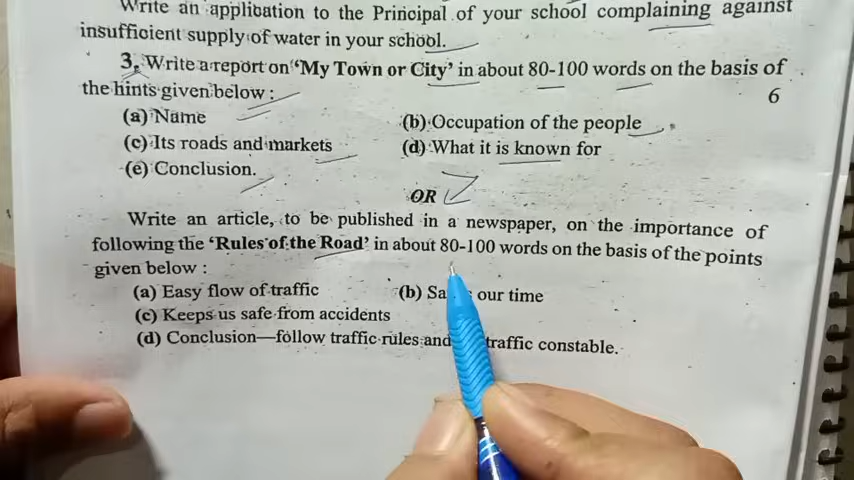 Write an application to the Principal of your school complaining against
insufficient supply of water in your school.
3. Write a report on 'My Town or City' in about 80-100 words on the basis of
the hints given below :
6
(a) Name
(b) Occupation of the people
(c) Its roads and markets
(d) What it is known for
(e) Conclusion.
OR
Write an article, to be published in a newspaper, on the importance of
following the 'Rules of the Road' in about 80-100 words on the basis of the points
given below :
(a) Easy flow of traffic
(b) our time
(c) Keeps us safe from accidents
(d) Conclusion—follow traffic rules and traffic constable.